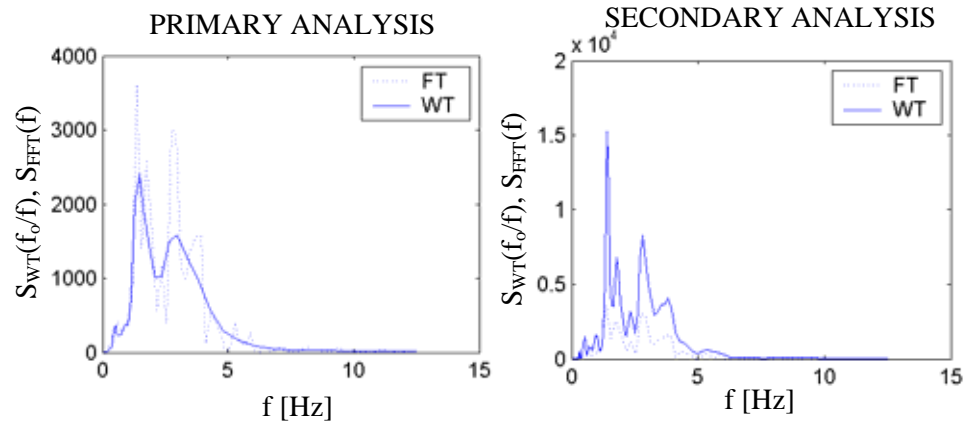 PRIMARY ANALYSIS
4000
3000
2000
1000
0
0 5 10 15
FT
WT
S_WT(f_o/f), S_FFT(f)
f [Hz]
SECONDARY ANALYSIS
x 10^4
2
1.5
1
0.5
0
0 5 10 15
FT
WT
S_WT(f_o/f), S_FFT(f)
f [Hz]